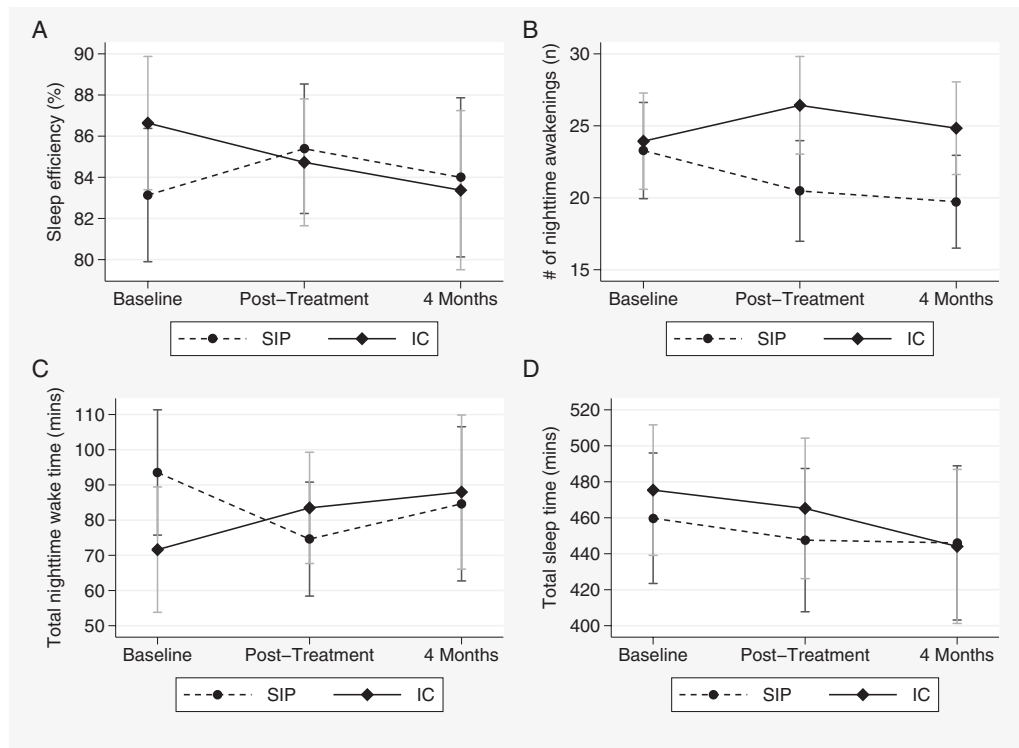 A
Sleep efficiency (%)
90
88
86
84
82
80
Baseline
Post–Treatment
4 Months
SIP
IC
B
# of nighttime awakenings (n)
30
25
20
15
Baseline
Post–Treatment
4 Months
SIP
IC
C
Total nighttime wake time (mins)
110
100
90
80
70
60
50
Baseline
Post–Treatment
4 Months
SIP
IC
D
Total sleep time (mins)
520
500
480
460
440
420
400
Baseline
Post–Treatment
4 Months
SIP
IC